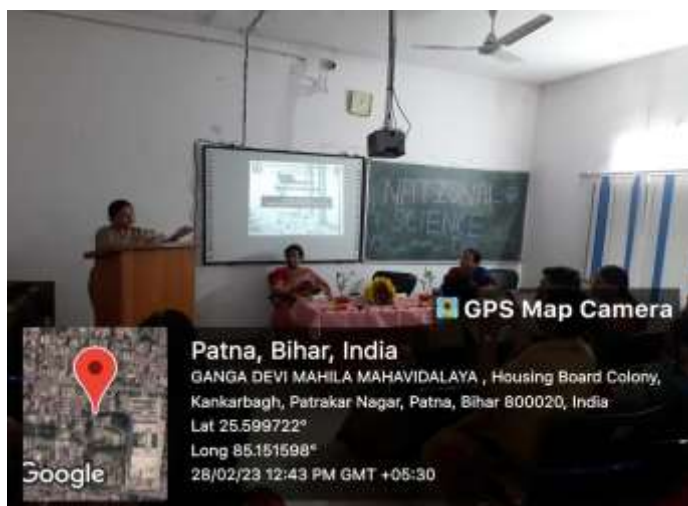 NATIONAL
SCIENCE
GPS Map Camera
Patna, Bihar, India
GANGA DEVI MAHILA MAHAVIDALAYA , Housing Board Colony,
Kankarbagh, Patrakar Nagar, Patna, Bihar 800020, India
Lat 25.599722°
Long 85.151598°
28/02/23 12:43 PM GMT +05:30
Google